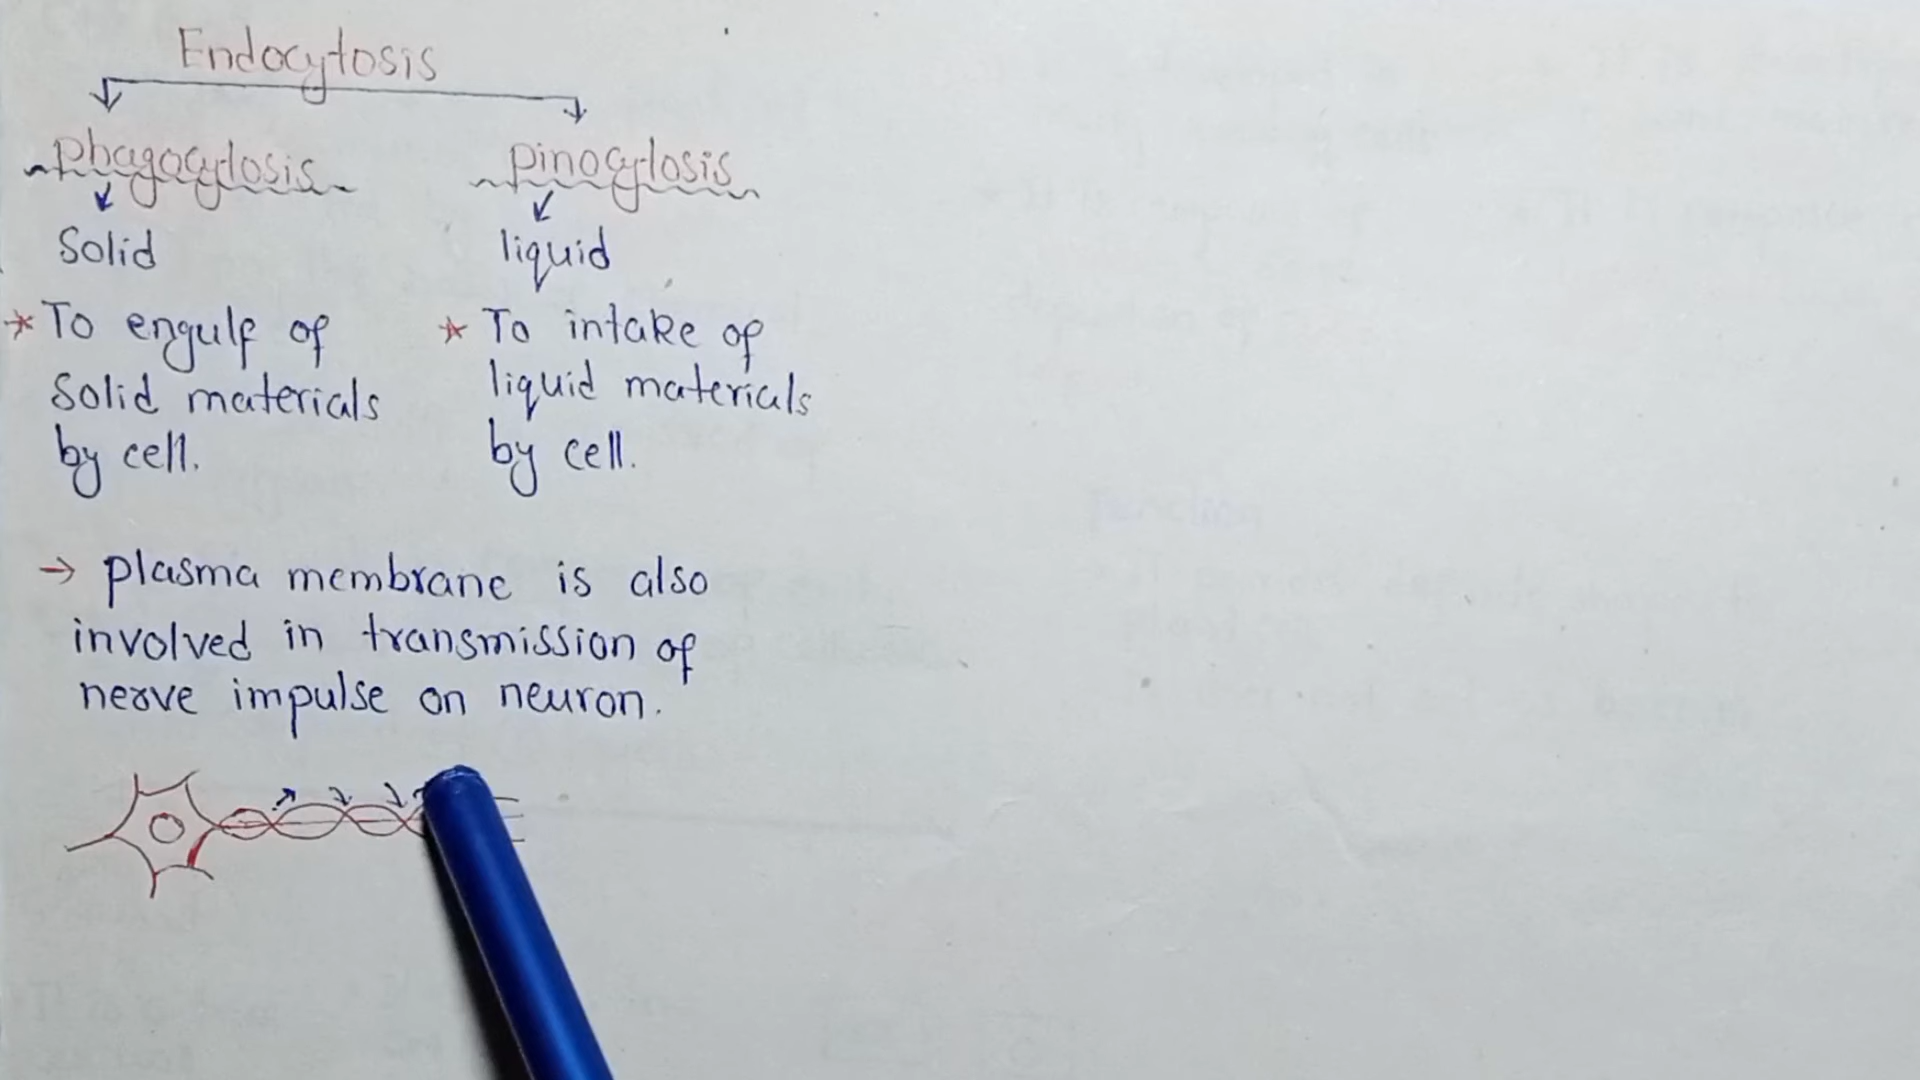 Endocytosis
phagocytosis
Solid
* To engulf of
Solid materials
by cell.
pinocytosis
liquid
* To intake of
liquid materials
by cell.
→ plasma membrane is also
involved in transmission of
nerve impulse on neuron.